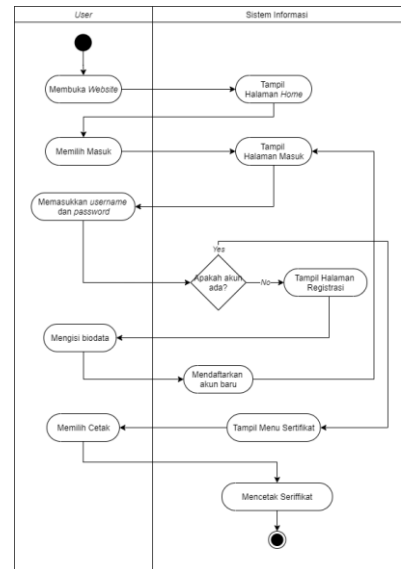 User
Sistem Informasi
Membuka Website
Tampil
Halaman Home
Memilih Masuk
Tampil
Halaman Masuk
Memasukkan username
dan password
Yes
Apakah akun
ada?
No
Tampil Halaman
Registrasi
Mengisi biodata
Mendaftarkan
akun baru
Memilih Cetak
Tampil Menu Sertifikat
Mencetak Seriffikat